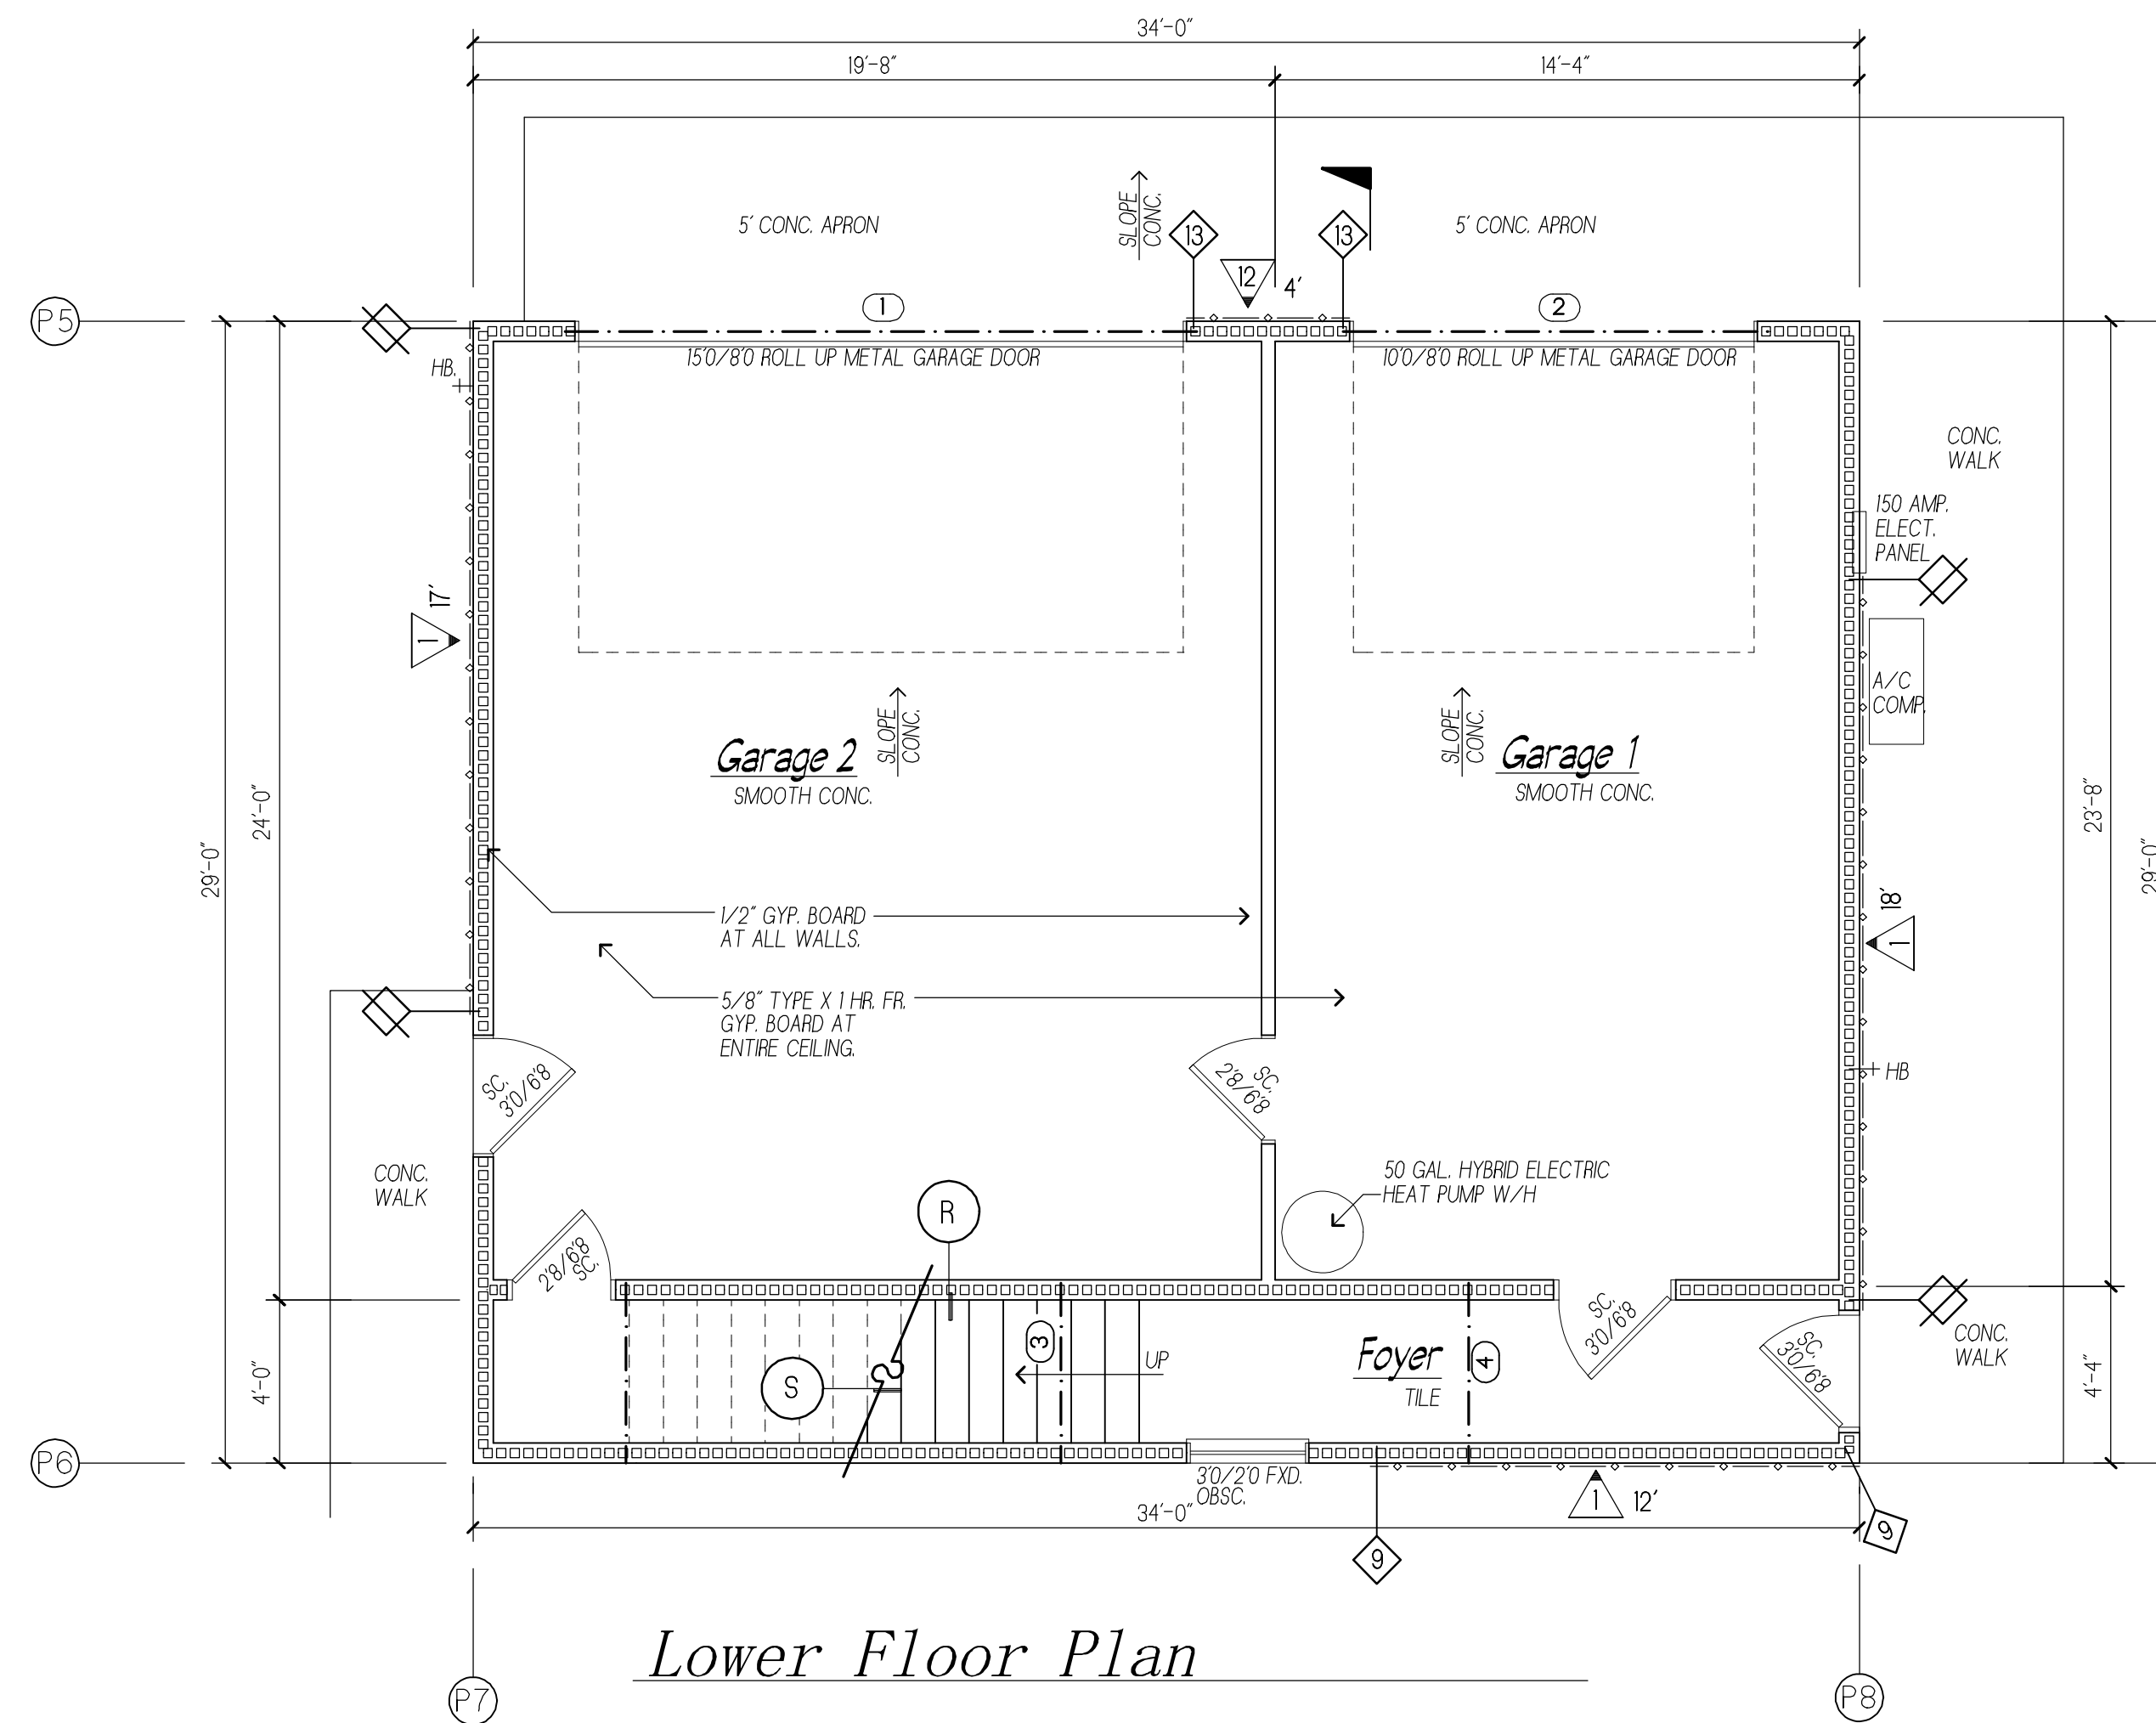 34'-0"
19'-8"
14'-4"
5' CONC. APRON
SLOPE
CONC.
13
13
5' CONC. APRON
12
4'
1
2
P5
HB.
15'0/8'0 ROLL UP METAL GARAGE DOOR
10'0/8'0 ROLL UP METAL GARAGE DOOR
CONC.
WALK
150 AMP.
ELECT.
PANEL
17'
1
A/C
COMP.
Garage 2
SMOOTH CONC.
SLOPE
CONC.
SLOPE
CONC.
Garage 1
SMOOTH CONC.
24'-0"
29'-0"
23'-8"
29'-0"
18'
1
1/2" GYP. BOARD
AT ALL WALLS.
5/8" TYPE X 1 HR. FR.
GYP. BOARD AT
ENTIRE CEILING.
SC.
3'0/6'8
SC.
2'8/6'8
HB
CONC.
WALK
50 GAL. HYBRID ELECTRIC
HEAT PUMP W/H
R
2'8/6'8
SC.
SC.
3'0/6'8
SC.
3'0/6'8
CONC.
WALK
3
UP
Foyer
TILE
4
S
4'-0"
4'-4"
P6
3'0/2'0 FXD.
OBSC.
1
12'
34'-0"
9
9
Lower Floor Plan
P7
P8